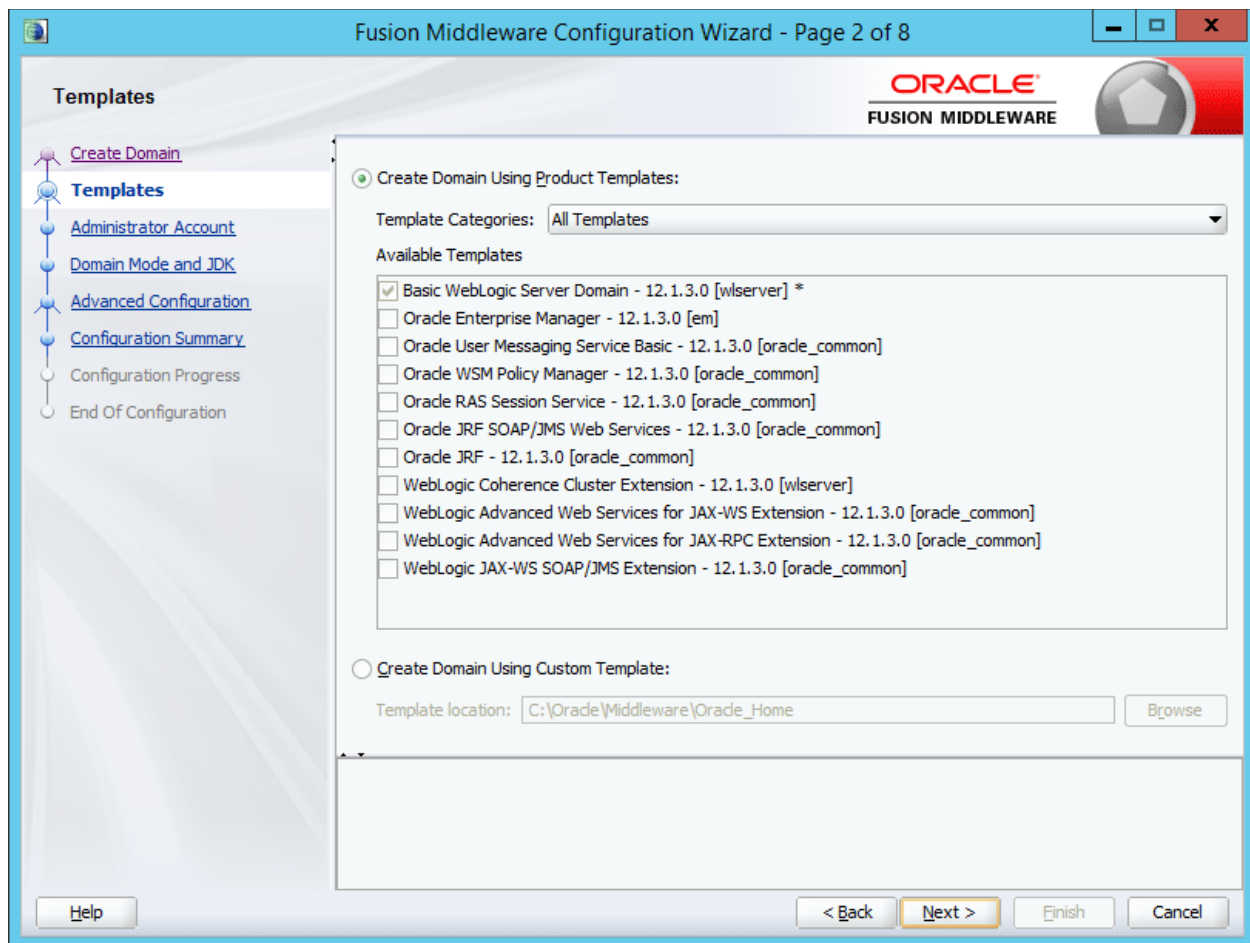 Fusion Middleware Configuration Wizard - Page 2 of 8
Templates
ORACLE
FUSION MIDDLEWARE
Create Domain
Templates
Administrator Account
Domain Mode and JDK
Advanced Configuration
Configuration Summary
Configuration Progress
End Of Configuration
Create Domain Using Product Templates:
Template Categories: All Templates
Available Templates
Basic WebLogic Server Domain - 12.1.3.0 [wlserver] *
Oracle Enterprise Manager - 12.1.3.0 [em]
Oracle User Messaging Service Basic - 12.1.3.0 [oracle_common]
Oracle WSM Policy Manager - 12.1.3.0 [oracle_common]
Oracle RAS Session Service - 12.1.3.0 [oracle_common]
Oracle JRF SOAP/JMS Web Services - 12.1.3.0 [oracle_common]
Oracle JRF - 12.1.3.0 [oracle_common]
WebLogic Coherence Cluster Extension - 12.1.3.0 [wlserver]
WebLogic Advanced Web Services for JAX-WS Extension - 12.1.3.0 [oracle_common]
WebLogic Advanced Web Services for JAX-RPC Extension - 12.1.3.0 [oracle_common]
WebLogic JAX-WS SOAP/JMS Extension - 12.1.3.0 [oracle_common]
Create Domain Using Custom Template:
Template location: C:\Oracle\Middleware\Oracle_Home Browse
Help < Back Next > Finish Cancel